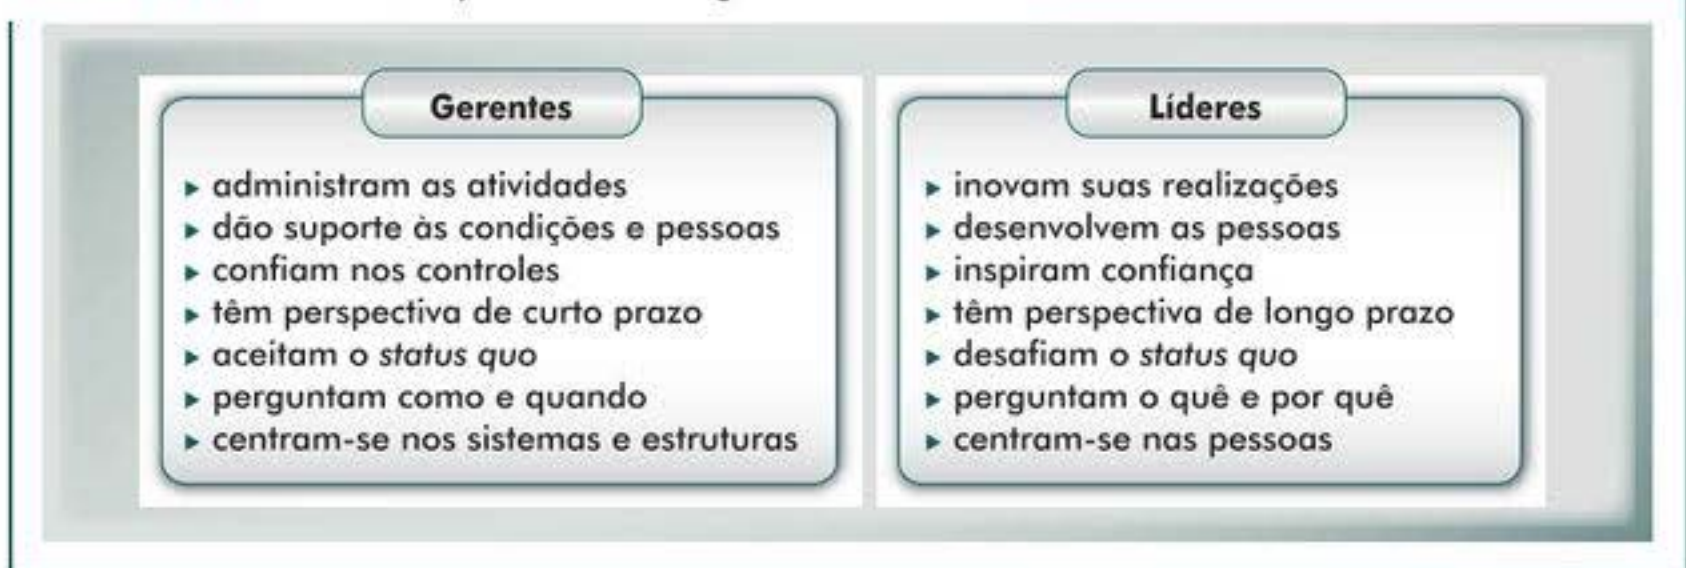 Gerentes
administram as atividades
dão suporte às condições e pessoas
confiam nos controles
têm perspectiva de curto prazo
aceitam o status quo
perguntam como e quando
centram-se nos sistemas e estruturas
Líderes
inovam suas realizações
desenvolvem as pessoas
inspiram confiança
têm perspectiva de longo prazo
desafiam o status quo
perguntam o quê e por quê
centram-se nas pessoas